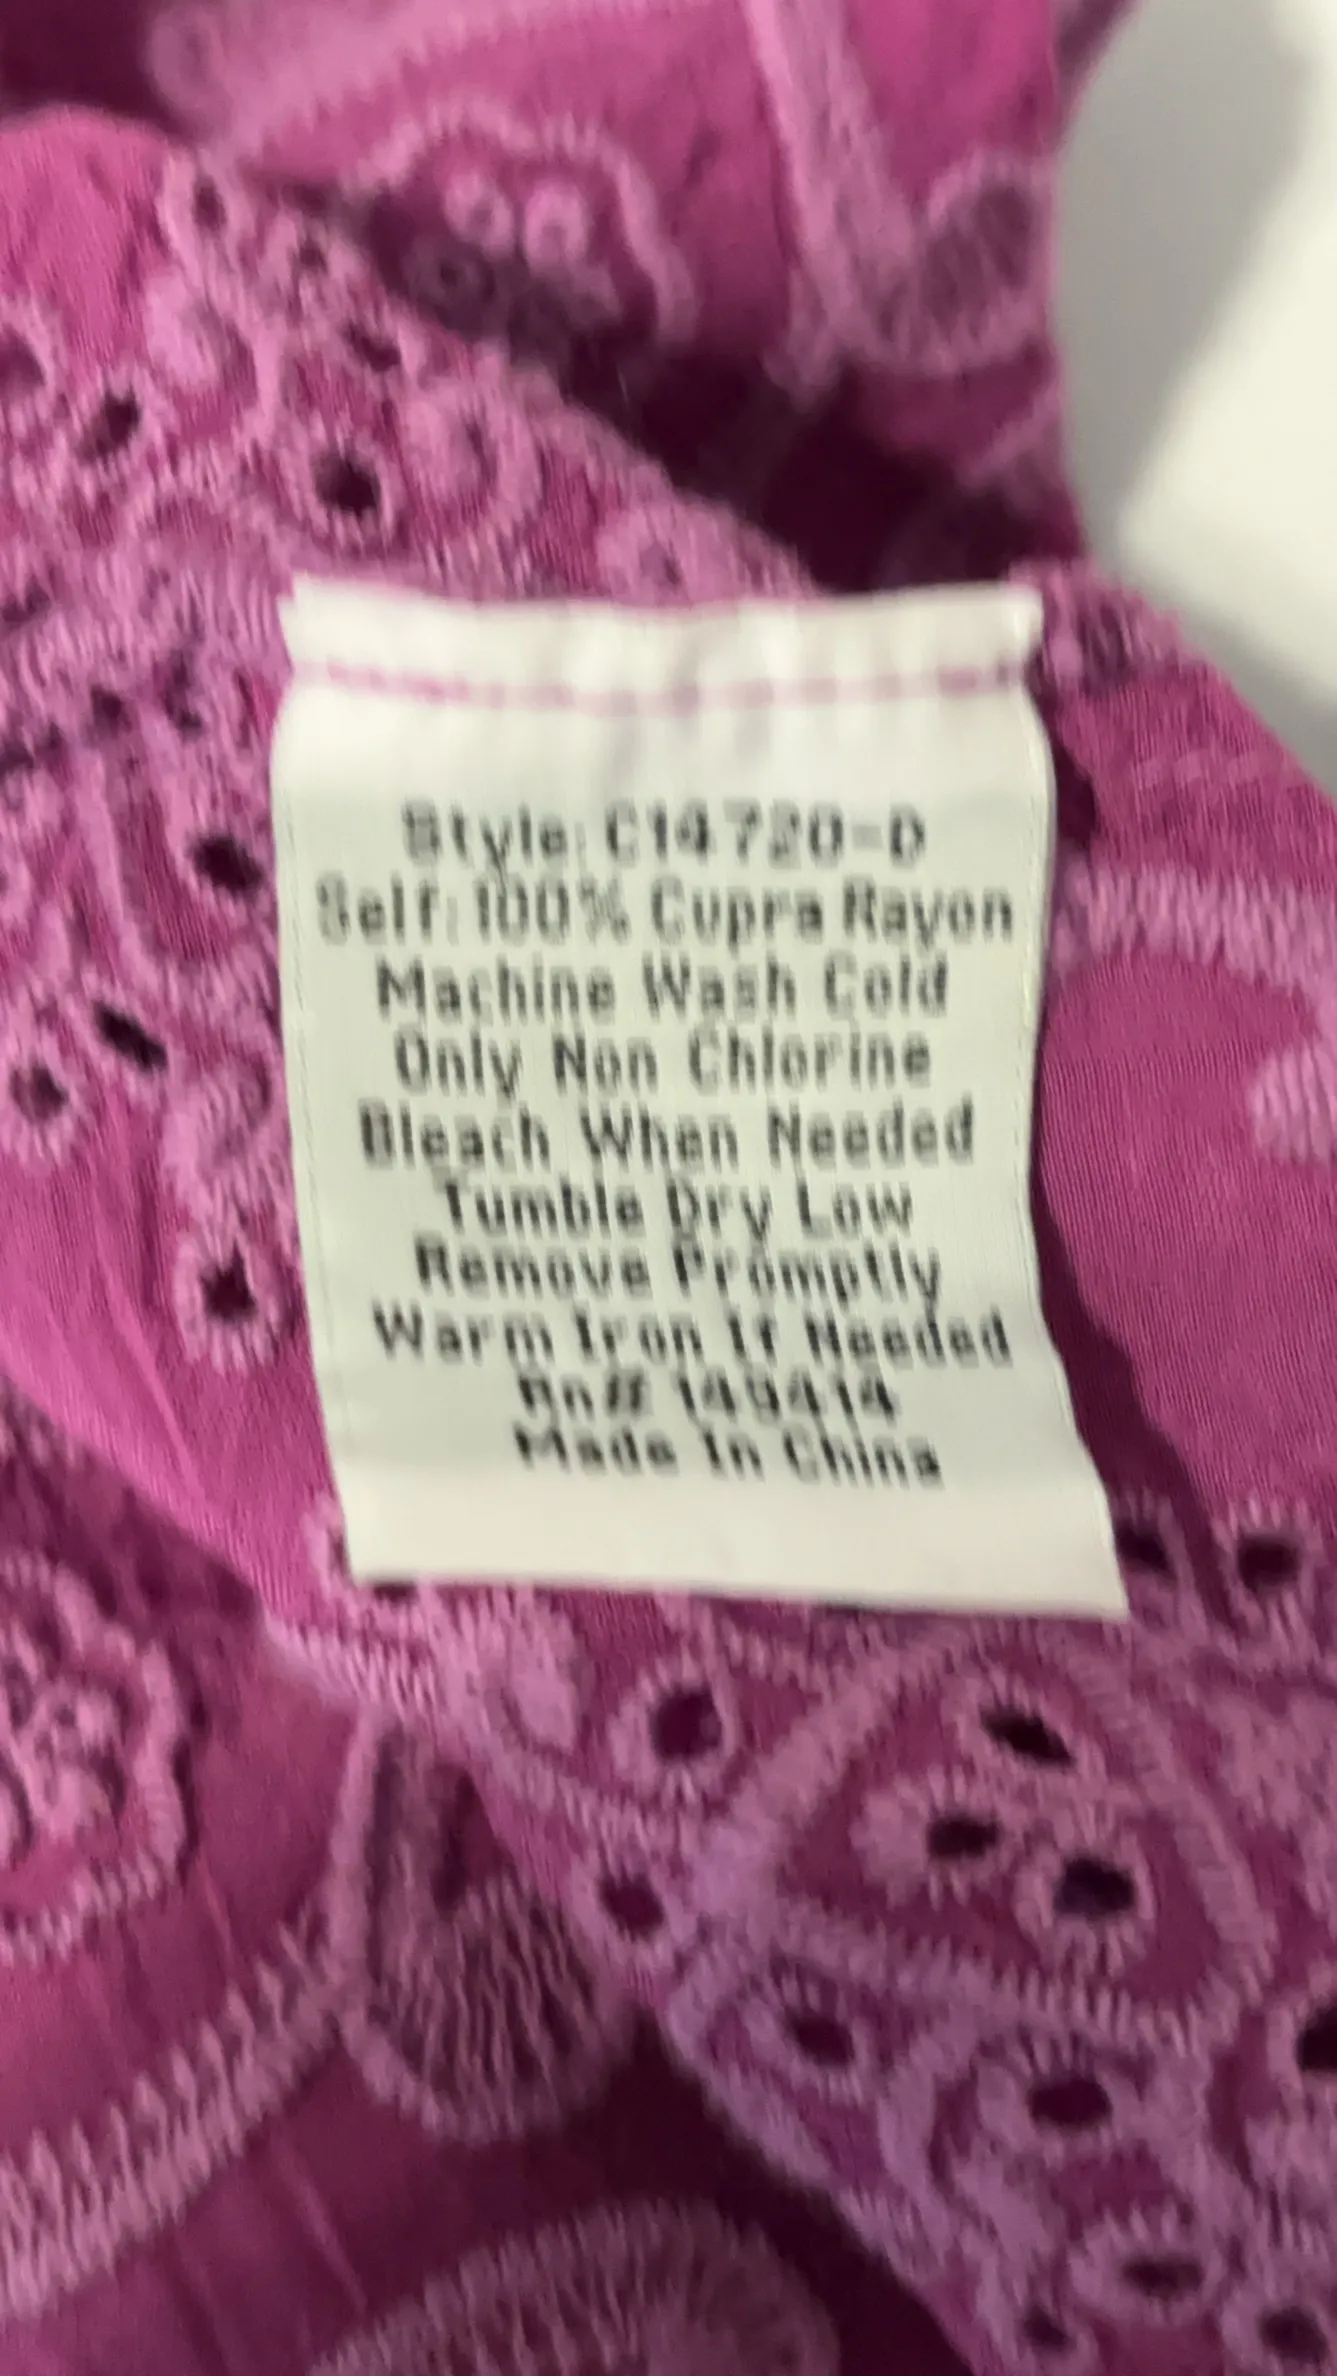 Style: C14720-D
Self: 100% Cupra Rayon
Machine Wash Cold
Only Non Chlorine
Bleach When Needed
Tumble Dry Low
Remove Promptly
Warm Iron If Needed
Rn# 149414
Made In China